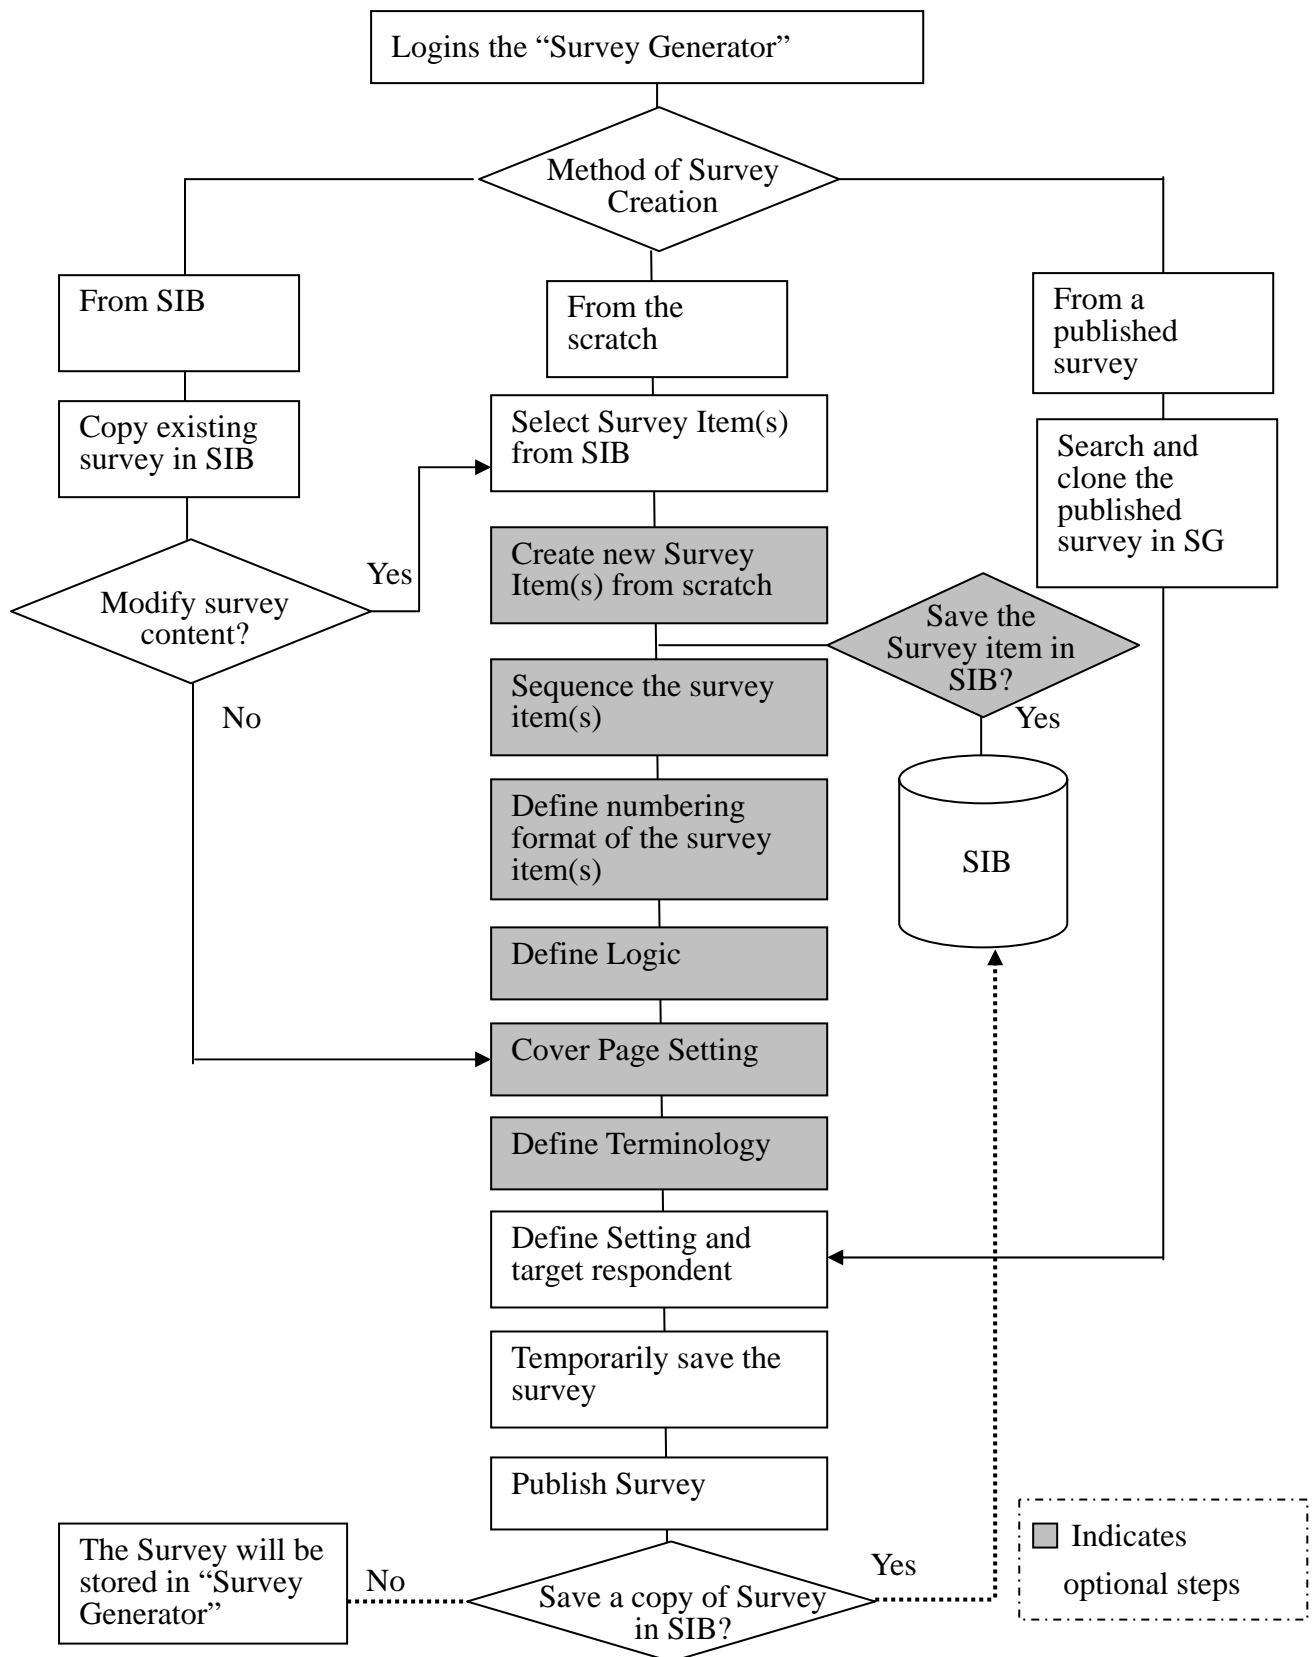 Logins the “Survey Generator”
Method of Survey
Creation
From SIB
From the
scratch
From a
published
survey
Copy existing
survey in SIB
Select Survey Item(s)
from SIB
Search and
clone the
published
survey in SG
Yes
Modify survey
content?
No
Create new Survey
Item(s) from scratch
Save the
Survey item in
SIB?
Yes
Sequence the survey
item(s)
Define numbering
format of the survey
item(s)
SIB
Define Logic
Cover Page Setting
Define Terminology
Define Setting and
target respondent
Temporarily save the
survey
Publish Survey
The Survey will be
stored in “Survey
Generator”
No
Save a copy of Survey
in SIB?
Yes
Indicates
optional steps